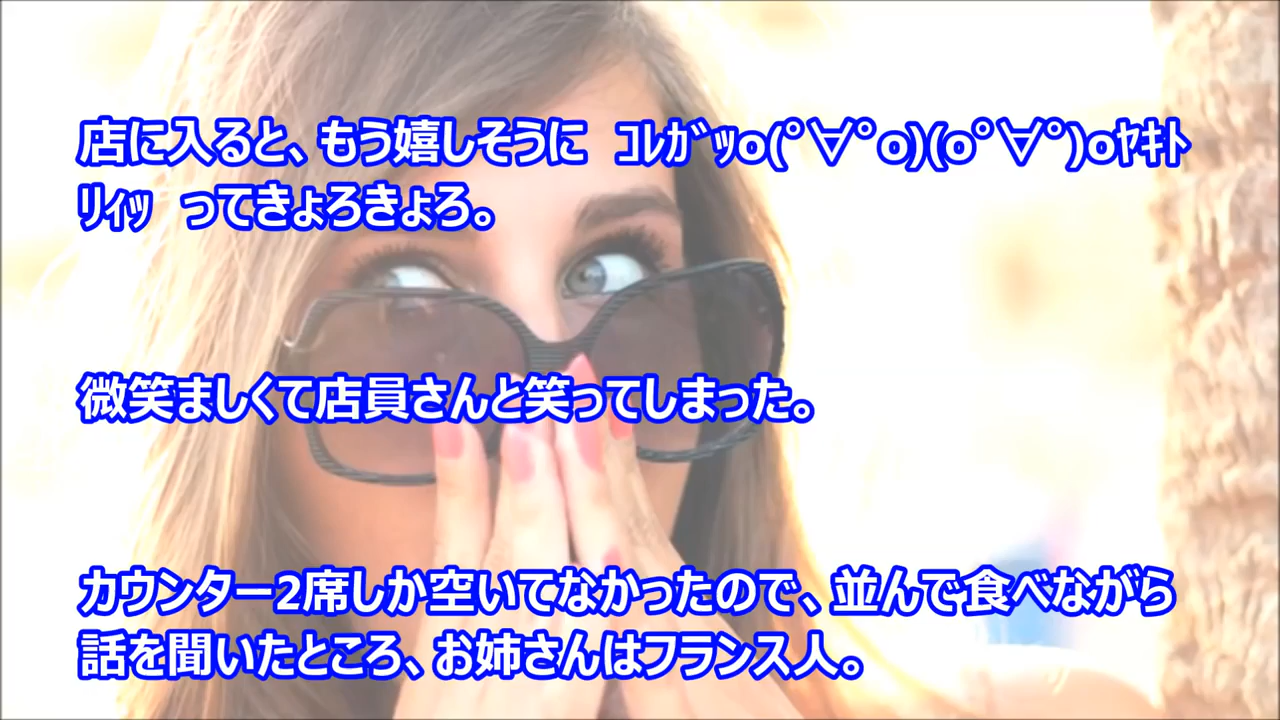 店に入ると、もう嬉しそうに　ｺﾚｶﾞｯo(ﾟ∀ﾟo)(oﾟ∀ﾟ)oﾔｷﾄ
ﾘｨｯ　ってきょろきょろ。
微笑ましくて店員さんと笑ってしまった。
カウンター2席しか空いてなかったので、並んで食べながら
話を聞いたところ、お姉さんはフランス人。